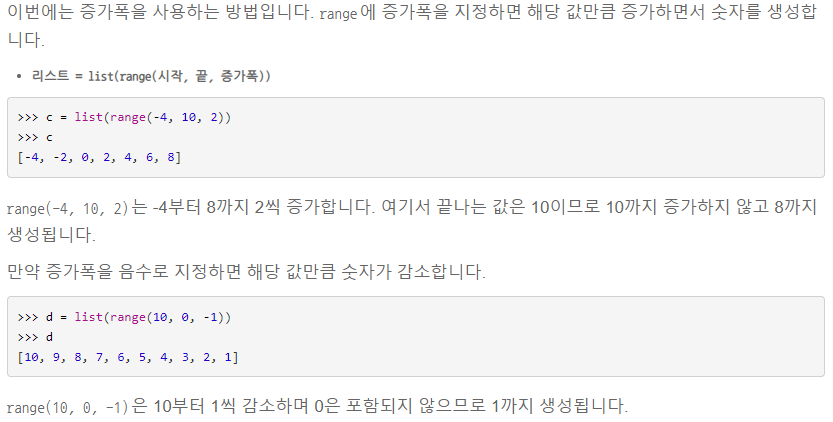 이번에는 증가폭을 사용하는 방법입니다. range에 증가폭을 지정하면 해당 값만큼 증가하면서 숫자를 생성합
니다.
• 리스트 = list(range(시작, 끝, 증가폭))
>>> c = list(range(-4, 10, 2))
>>> c
[-4, -2, 0, 2, 4, 6, 8]
range(-4, 10, 2)는 -4부터 8까지 2씩 증가합니다. 여기서 끝나는 값은 10이므로 10까지 증가하지 않고 8까지
생성됩니다.
만약 증가폭을 음수로 지정하면 해당 값만큼 숫자가 감소합니다.
>>> d = list(range(10, 0, -1))
>>> d
[10, 9, 8, 7, 6, 5, 4, 3, 2, 1]
range(10, 0, -1)은 10부터 1씩 감소하며 0은 포함되지 않으므로 1까지 생성됩니다.